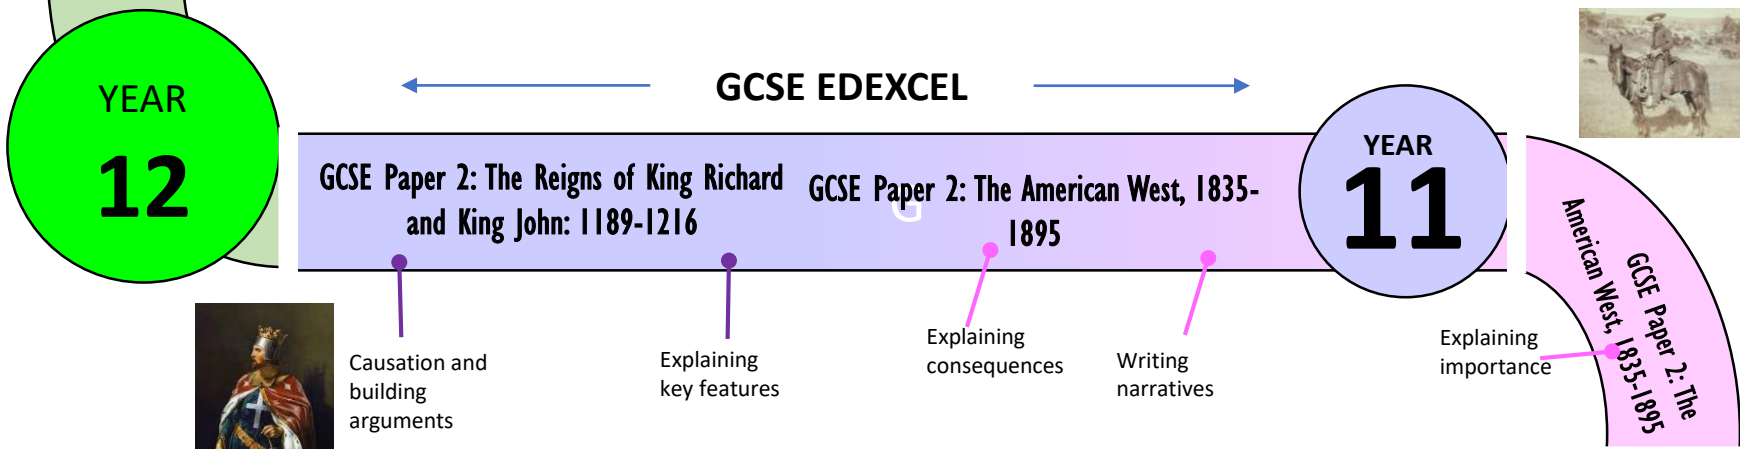 YEAR
12
GCSE EDEXCEL
GCSE Paper 2: The Reigns of King Richard
and King John: 1189-1216
GCSE Paper 2: The American West, 1835-
1895
G
YEAR
11
GCSE Paper 2: The
American West, 1835-1895
Causation and
building
arguments
Explaining
key features
Explaining
consequences
Writing
narratives
Explaining
importance